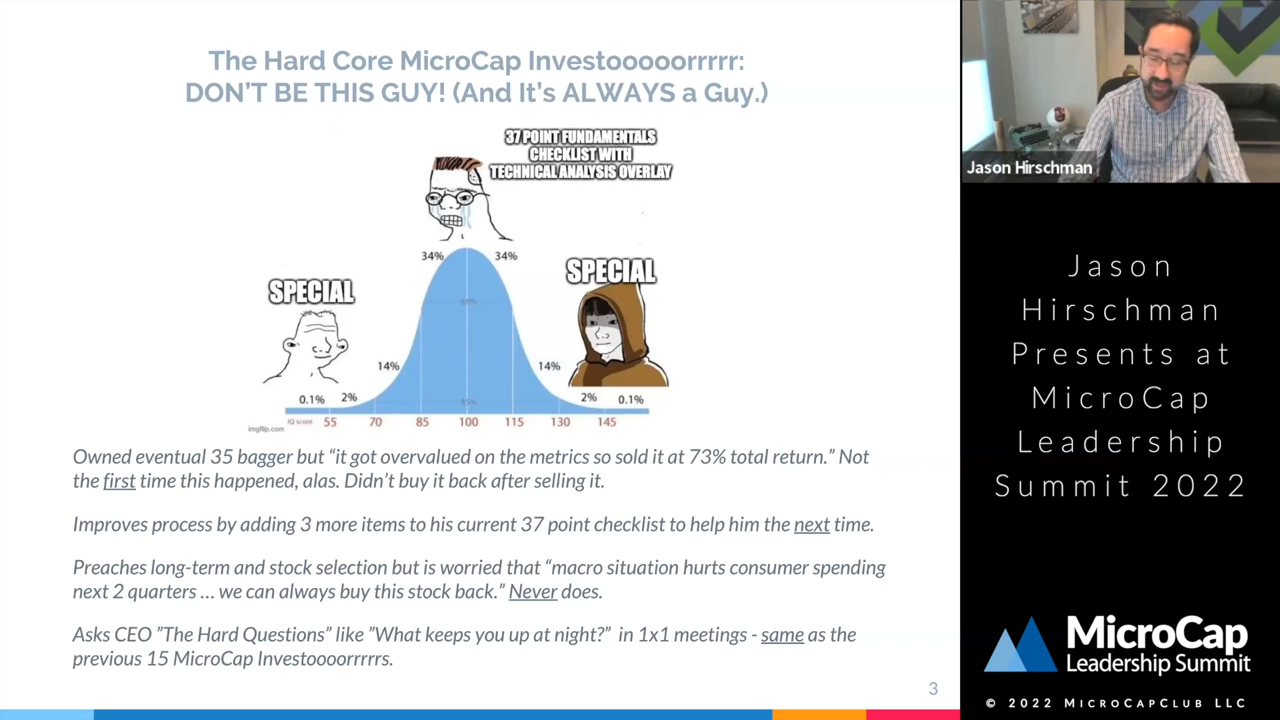 The Hard Core MicroCap Investooooorrrrr:
DON'T BE THIS GUY! (And It's ALWAYS a Guy.)
37 POINT FUNDAMENTALS
CHECKLIST WITH
TECHNICAL ANALYSIS OVERLAY
34%
34%
SPECIAL
SPECIAL
68%
14%
14%
0.1%
2%
95%
2%
0.1%
IQ score
55
70
85
100
115
130
145
imgflip.com
Owned eventual 35 bagger but “it got overvalued on the metrics so sold it at 73% total return.” Not
the first time this happened, alas. Didn’t buy it back after selling it.
Improves process by adding 3 more items to his current 37 point checklist to help him the next time.
Preaches long-term and stock selection but is worried that “macro situation hurts consumer spending
next 2 quarters … we can always buy this stock back.” Never does.
Asks CEO ”The Hard Questions” like ”What keeps you up at night?” in 1x1 meetings - same as the
previous 15 MicroCap Investoooorrrrrs.
3
Jason Hirschman
Jason
Hirschman
Presents at
MicroCap
Leadership
Summit 2022
MicroCap
Leadership Summit
© 2022 MICROCAPCLUB LLC